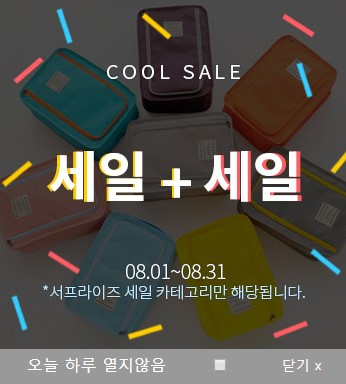 COOL SALE
세일 + 세일
08.01~08.31
*서프라이즈 세일 카테고리만 해당됩니다.
오늘 하루 열지않음 닫기 x